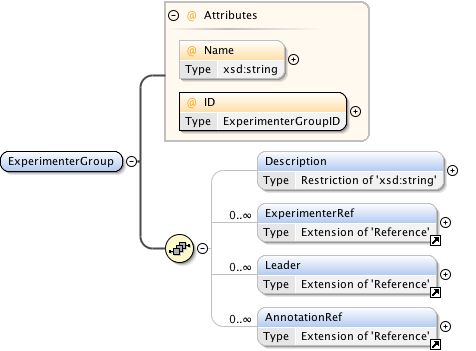 @ Attributes
@ Name
Type xsd:string
@ ID
Type ExperimenterGroupID
ExperimenterGroup
Description
Type Restriction of 'xsd:string'
0..∞ ExperimenterRef
Type Extension of 'Reference'
0..∞ Leader
Type Extension of 'Reference'
0..∞ AnnotationRef
Type Extension of 'Reference'